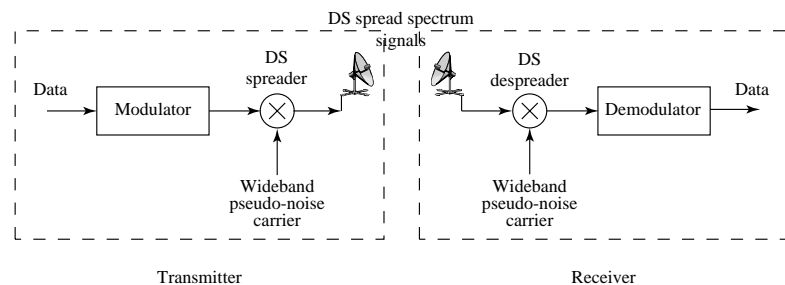 DS spread spectrum
signals
DS
spreader
Data
Modulator
Wideband
pseudo-noise
carrier
Transmitter
DS
despreader
Demodulator
Data
Wideband
pseudo-noise
carrier
Receiver